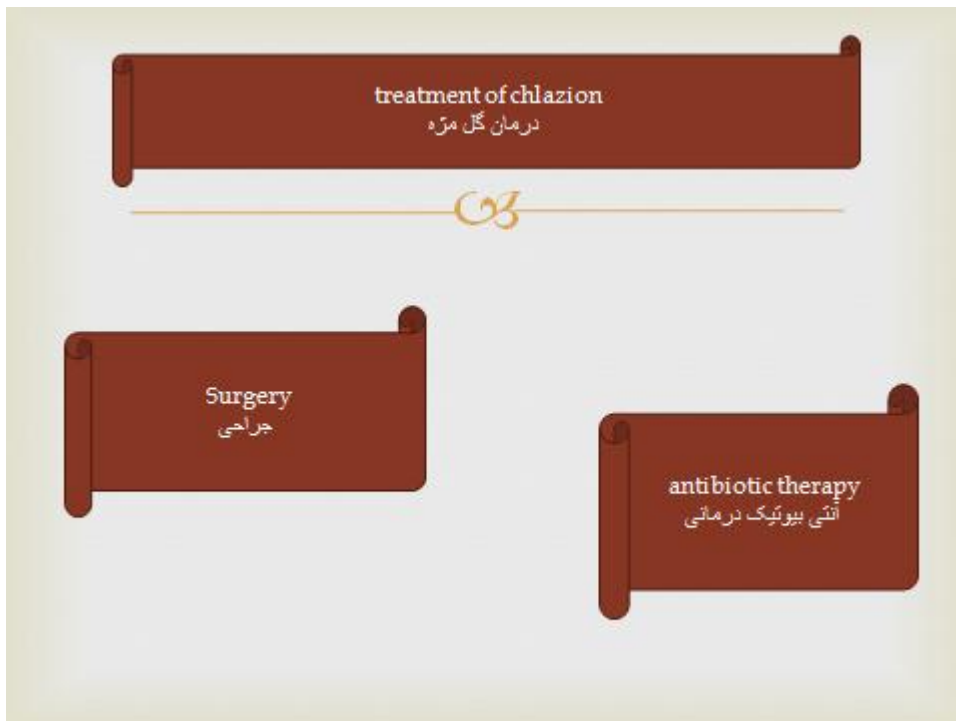 treatment of chlazion
درمان گل مژه
Surgery
جراحی
antibiotic therapy
آنتی بیوتیک درمانی